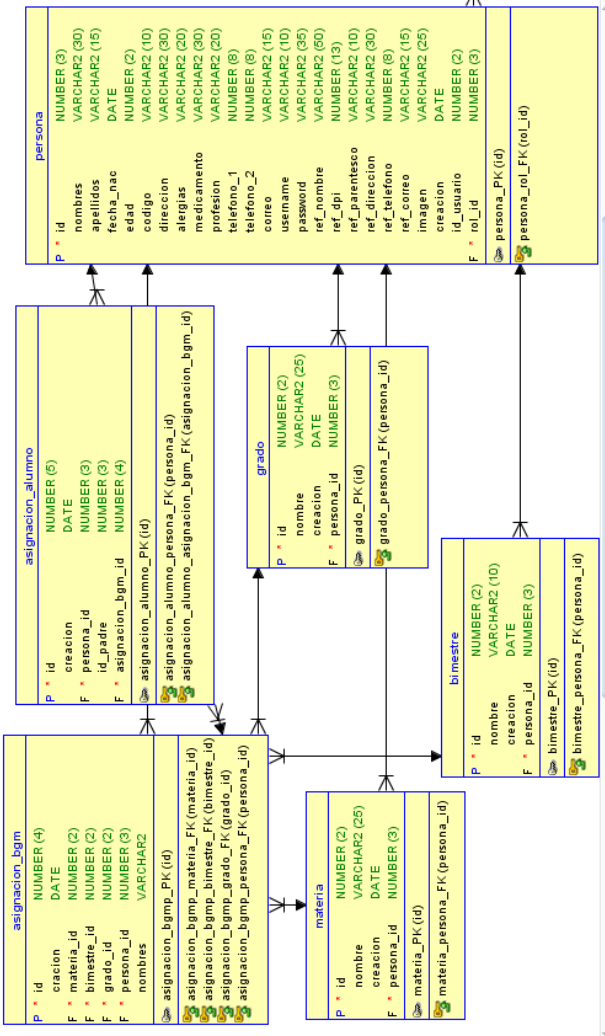 asignacion_bgm
P * id NUMBER (4)
cracion DATE
F * materia_id NUMBER (2)
F * bimestre_id NUMBER (2)
F * grado_id NUMBER (2)
F * persona_id NUMBER (3)
nombres VARCHAR2
asignacion_bgmp_PK (id)
asignacion_bgmp_materia_FK (materia_id)
asignacion_bgmp_bimestre_FK (bimestre_id)
asignacion_bgmp_grado_FK (grado_id)
asignacion_bgmp_persona_FK (persona_id)
asignacion_alumno
P * id NUMBER (5)
creacion DATE
F * persona_id NUMBER (3)
id_padre NUMBER (3)
F * asignacion_bgm_id NUMBER (4)
asignacion_alumno_PK (id)
asignacion_alumno_persona_FK (persona_id)
asignacion_alumno_asignacion_bgm_FK (asignacion_bgm_id)
persona
P * id NUMBER (3)
nombres VARCHAR2 (30)
apellidos VARCHAR2 (15)
fecha_nac DATE
edad NUMBER (2)
codigo VARCHAR2 (10)
direccion VARCHAR2 (30)
alergias VARCHAR2 (20)
medicamento VARCHAR2 (30)
profesion VARCHAR2 (20)
telefono_1 NUMBER (8)
telefono_2 NUMBER (8)
correo VARCHAR2 (15)
username VARCHAR2 (10)
password VARCHAR2 (35)
ref_nombre VARCHAR2 (50)
ref_dpi NUMBER (13)
ref_parentesco VARCHAR2 (10)
ref_direccion VARCHAR2 (30)
ref_telefono NUMBER (8)
ref_correo VARCHAR2 (15)
imagen VARCHAR2 (25)
creacion DATE
id_usuario NUMBER (2)
F * rol_id NUMBER (3)
persona_PK (id)
persona_rol_FK (rol_id)
materia
P * id NUMBER (2)
nombre VARCHAR2 (25)
creacion DATE
F * persona_id NUMBER (3)
materia_PK (id)
materia_persona_FK (persona_id)
grado
P * id NUMBER (2)
nombre VARCHAR2 (25)
creacion DATE
F * persona_id NUMBER (3)
grado_PK (id)
grado_persona_FK (persona_id)
bimestre
P * id NUMBER (2)
nombre VARCHAR2 (10)
creacion DATE
F * persona_id NUMBER (3)
bimestre_PK (id)
bimestre_persona_FK (persona_id)